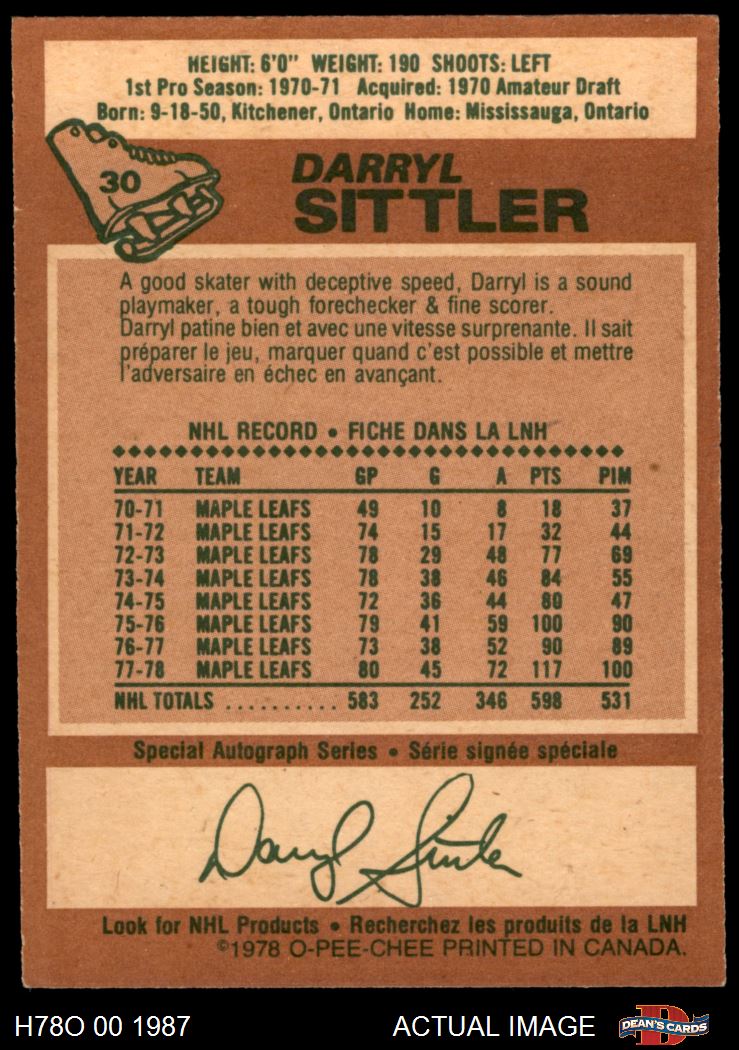 HEIGHT: 6'0" WEIGHT: 190 SHOOTS: LEFT
1st Pro Season: 1970-71 Acquired: 1970 Amateur Draft
Born: 9-18-50, Kitchener, Ontario Home: Mississauga, Ontario
30
DARRYL
SITTLER
A good skater with deceptive speed, Darryl is a sound
playmaker, a tough forechecker & fine scorer.
Darryl patine bien et avec une vitesse surprenante. Il sait
préparer le jeu, marquer quand c'est possible et mettre
l'adversaire en échec en avançant.
NHL RECORD • FICHE DANS LA LNH
YEAR TEAM GP G A PTS PIM
70-71 MAPLE LEAFS 49 10 8 18 37
71-72 MAPLE LEAFS 74 15 17 32 44
72-73 MAPLE LEAFS 78 29 48 77 69
73-74 MAPLE LEAFS 78 38 46 84 55
74-75 MAPLE LEAFS 72 36 44 80 47
75-76 MAPLE LEAFS 79 41 59 100 90
76-77 MAPLE LEAFS 73 38 52 90 89
77-78 MAPLE LEAFS 80 45 72 117 100
NHL TOTALS .......... 583 252 346 598 531
Special Autograph Series • Série signée spéciale
Darryl Sittler
Look for NHL Products • Recherchez les produits de la LNH
©1978 O-PEE-CHEE PRINTED IN CANADA.
H78O 00 1987 ACTUAL IMAGE D DEAN'S CARDS